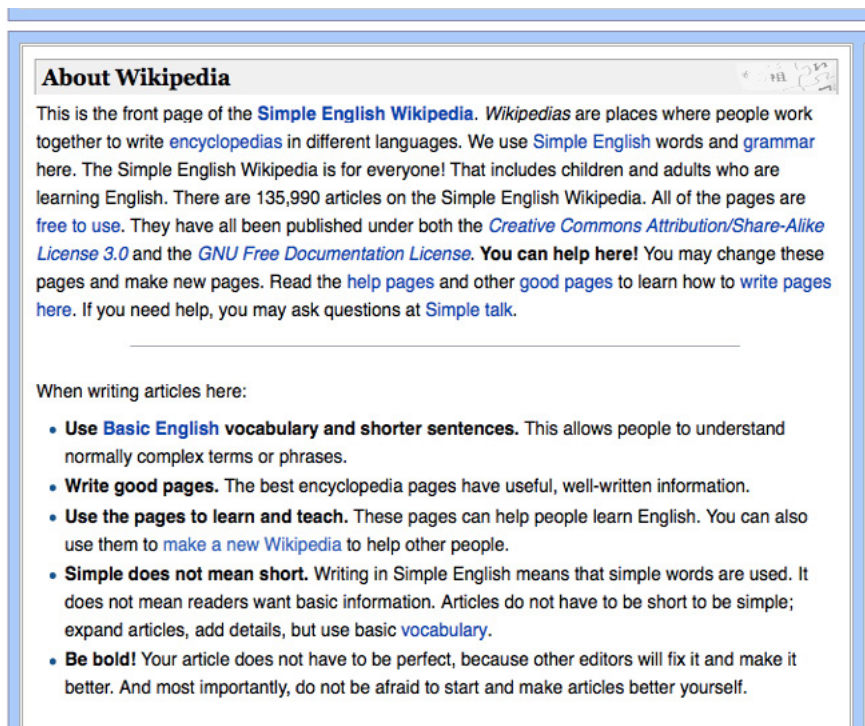 About Wikipedia
This is the front page of the Simple English Wikipedia. Wikipedias are places where people work
together to write encyclopedias in different languages. We use Simple English words and grammar
here. The Simple English Wikipedia is for everyone! That includes children and adults who are
learning English. There are 135,990 articles on the Simple English Wikipedia. All of the pages are
free to use. They have all been published under both the Creative Commons Attribution/Share-Alike
License 3.0 and the GNU Free Documentation License. You can help here! You may change these
pages and make new pages. Read the help pages and other good pages to learn how to write pages
here. If you need help, you may ask questions at Simple talk.
When writing articles here:
• Use Basic English vocabulary and shorter sentences. This allows people to understand
normally complex terms or phrases.
• Write good pages. The best encyclopedia pages have useful, well-written information.
• Use the pages to learn and teach. These pages can help people learn English. You can also
use them to make a new Wikipedia to help other people.
• Simple does not mean short. Writing in Simple English means that simple words are used. It
does not mean readers want basic information. Articles do not have to be short to be simple;
expand articles, add details, but use basic vocabulary.
• Be bold! Your article does not have to be perfect, because other editors will fix it and make it
better. And most importantly, do not be afraid to start and make articles better yourself.